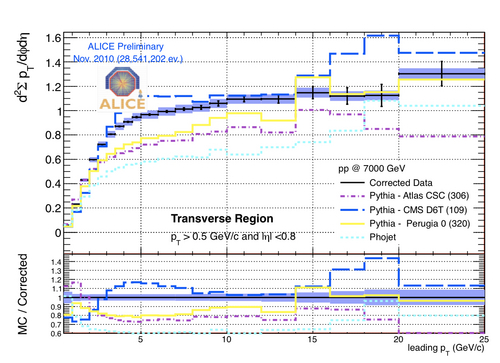 ALICE Preliminary
Nov. 2010 (28,541,202 ev.)
ALICE
d²Σ p_T/dϕdη
1.6
1.4
1.2
1
0.8
0.6
0.4
0.2
0
pp @ 7000 GeV
Corrected Data
Pythia - Atlas CSC (306)
Pythia - CMS D6T (109)
Pythia - Perugia 0 (320)
Phojet
Transverse Region
p_T > 0.5 GeV/c and |η| <0.8
MC / Corrected
1.4
1.3
1.2
1.1
1
0.9
0.8
0.7
0.6
5 10 15 20 25
leading p_T (GeV/c)